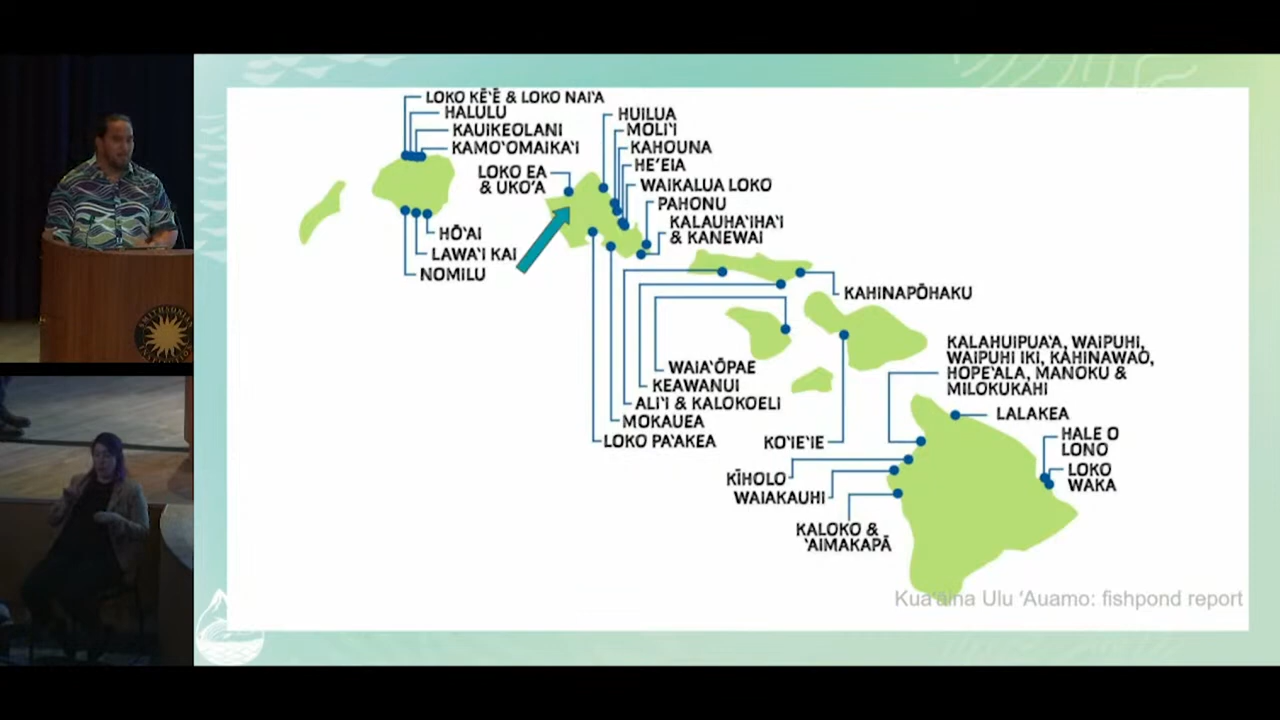 LOKO KĒʻĒ & LOKO NAIʻA
HALULU
KAUIKEOLANI
KAMOʻOMAIKAʻI
LOKO EA
& UKOʻA
HUILUA
MOLIʻI
KAHOUNA
HEʻEIA
WAIKALUA LOKO
PAHONU
KALAUHAʻIHAʻI
& KANEWAI
HŌʻAI
LAWAʻI KAI
NOMILU
KAHINAPŌHAKU
WAIAʻŌPAE
KEAWANUI
ALIʻI & KALOKOELI
MOKAUEA
LOKO PAʻAKEA
KOʻIEʻIE
KALAHUIPUAʻA, WAIPUHI,
WAIPUHI IKI, KAHINAWAO,
HOPEʻALA, MANOKU &
MILOKUKAHI
LALAKEA
HALE O
LONO
LOKO
WAKA
KĪHOLO
WAIAKAUHI
KALOKO &
ʻAIMAKAPĀ
Kuaʻāina Ulu ʻAuamo: fishpond report
SMITHSONIAN